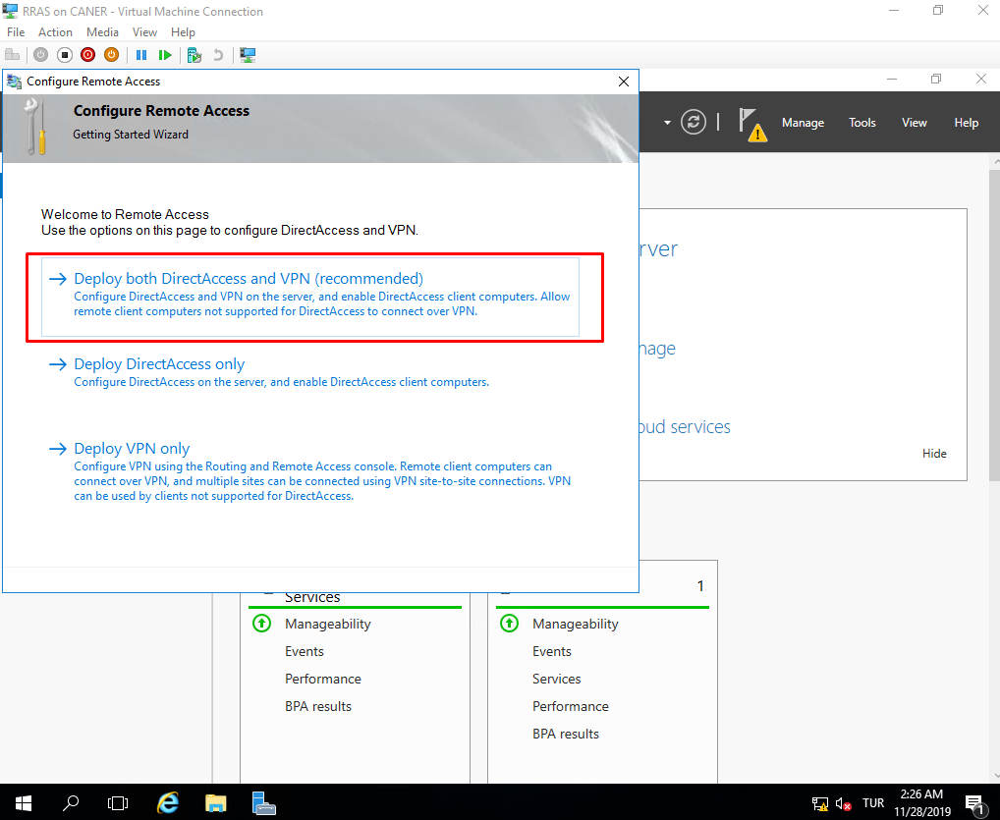 RRAS on CANER - Virtual Machine Connection
File Action Media View Help
Configure Remote Access
Configure Remote Access
Getting Started Wizard
Manage Tools View Help
Welcome to Remote Access
Use the options on this page to configure DirectAccess and VPN.
Deploy both DirectAccess and VPN (recommended)
Configure DirectAccess and VPN on the server, and enable DirectAccess client computers. Allow
remote client computers not supported for DirectAccess to connect over VPN.
Deploy DirectAccess only
Configure DirectAccess on the server, and enable DirectAccess client computers.
Deploy VPN only
Configure VPN using the Routing and Remote Access console. Remote client computers can
connect over VPN, and multiple sites can be connected using VPN site-to-site connections. VPN
can be used by clients not supported for DirectAccess.
rver
nage
oud services
Hide
Services
Manageability
Events
Performance
BPA results
1
Manageability
Events
Services
Performance
BPA results
TUR
2:26 AM
11/28/2019
1